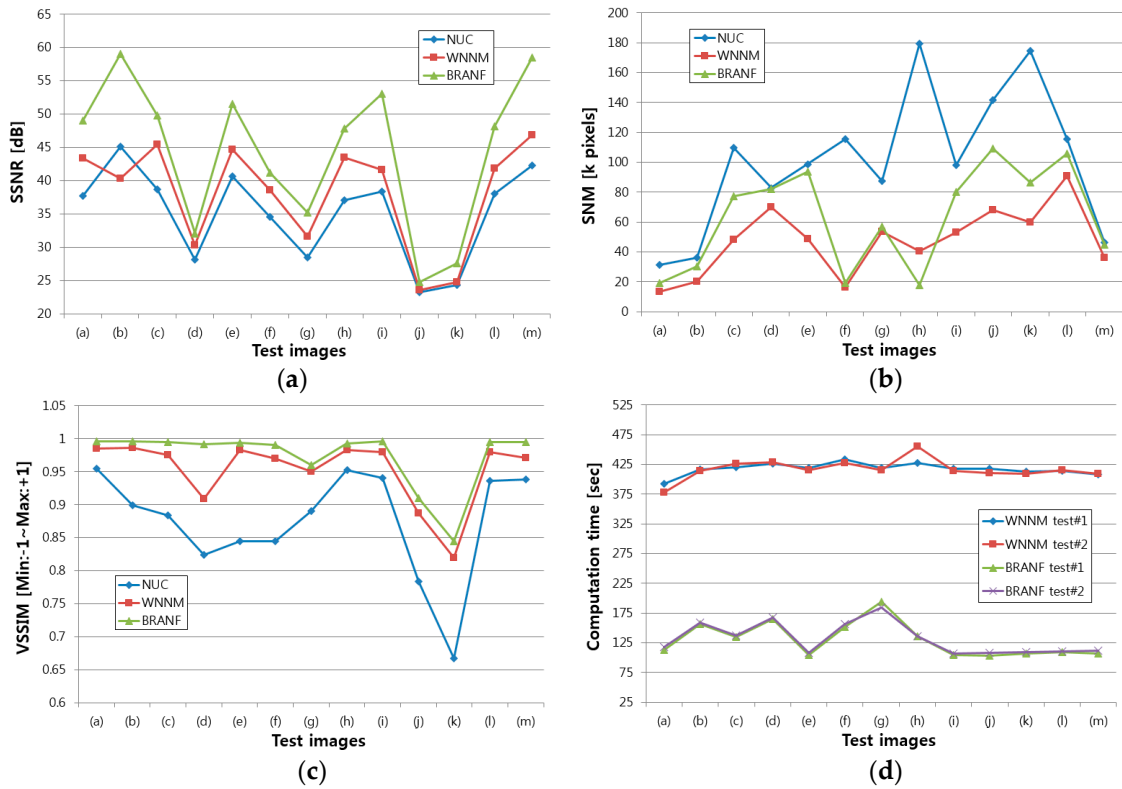 65
60
55
50
45
40
35
30
25
20
SSNR [dB]
NUC
WNNM
BRANF
(a) (b) (c) (d) (e) (f) (g) (h) (i) (j) (k) (l) (m)
Test images
(a)
200
180
160
140
120
100
80
60
40
20
0
SNM [k pixels]
NUC
WNNM
BRANF
(a) (b) (c) (d) (e) (f) (g) (h) (i) (j) (k) (l) (m)
Test images
(b)
1.05
1
0.95
0.9
0.85
0.8
0.75
0.7
0.65
0.6
VSSIM [Min:-1~Max:+1]
NUC
WNNM
BRANF
(a) (b) (c) (d) (e) (f) (g) (h) (i) (j) (k) (l) (m)
Test images
(c)
525
475
425
375
325
275
225
175
125
75
25
Computation time [sec]
WNNM test#1
WNNM test#2
BRANF test#1
BRANF test#2
(a) (b) (c) (d) (e) (f) (g) (h) (i) (j) (k) (l) (m)
Test images
(d)